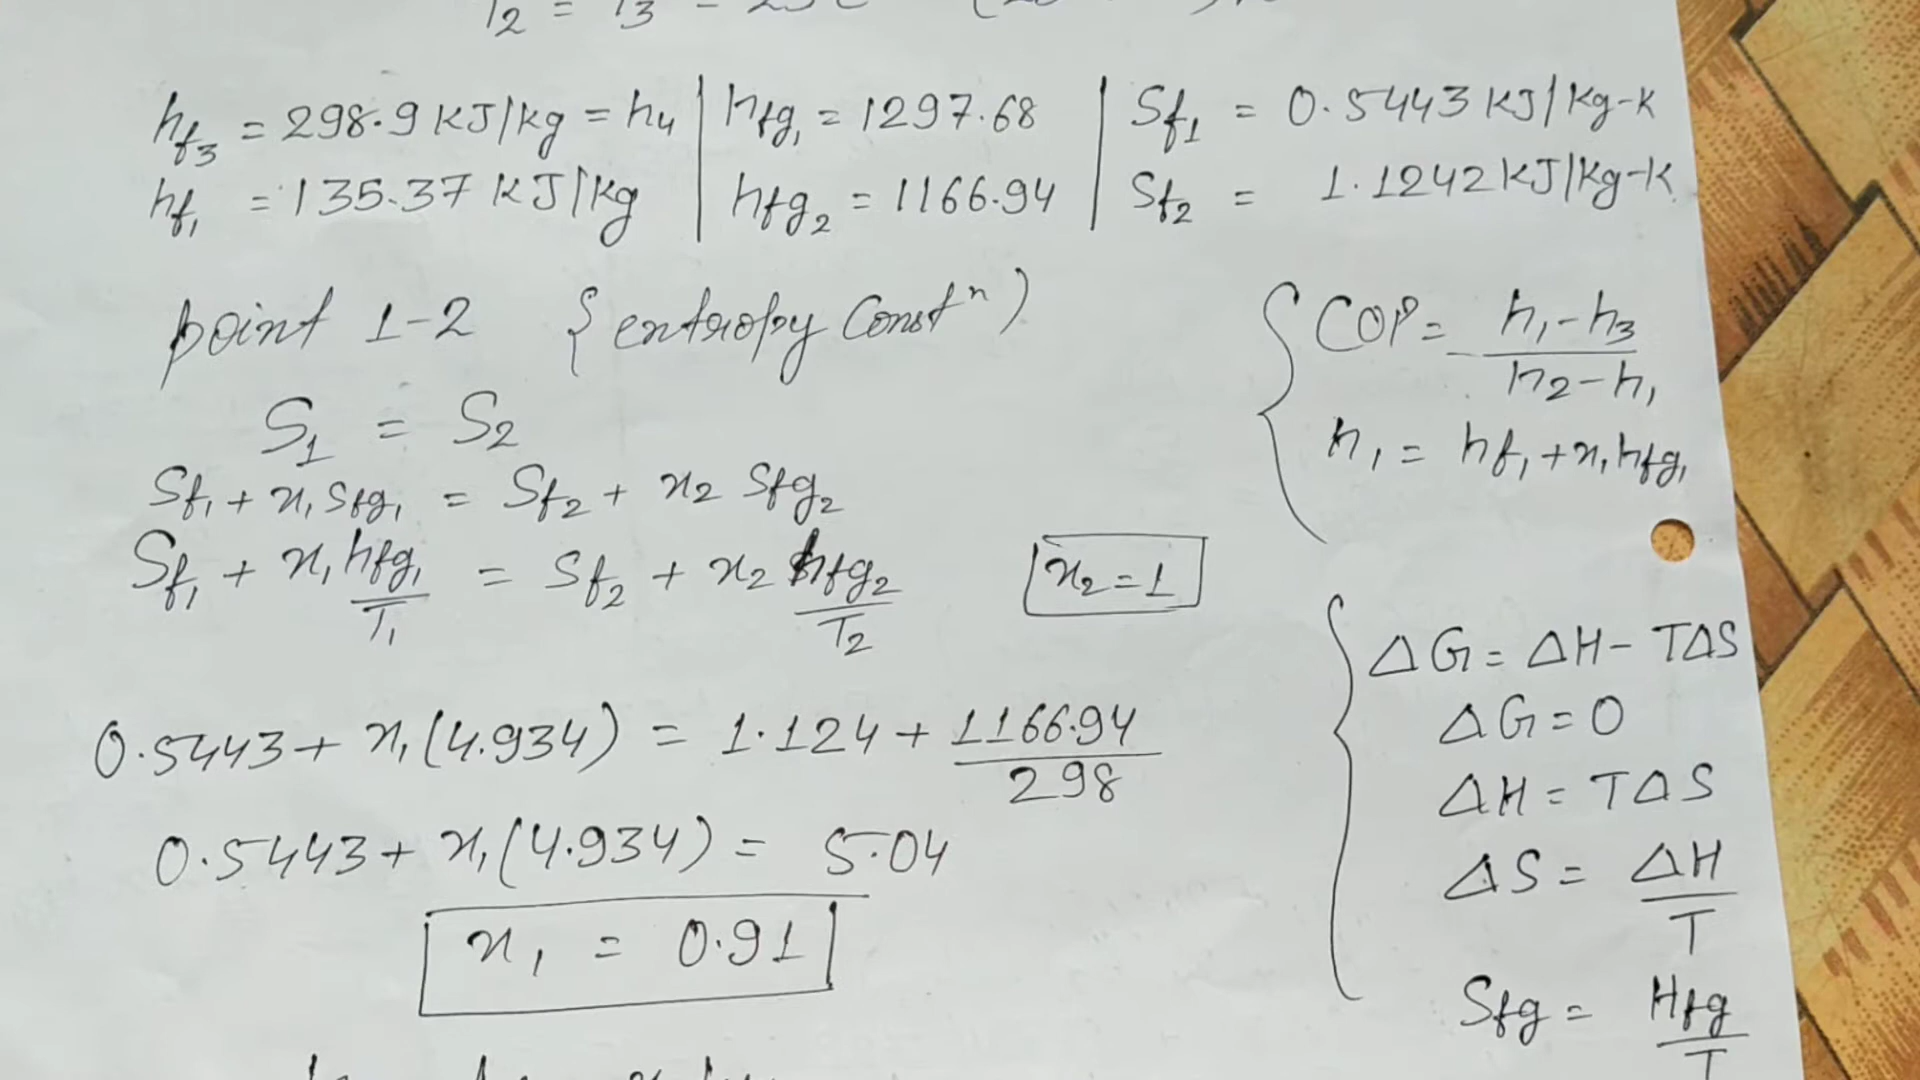 T₂ = T₃ =
hf₃ = 298.9 KJ/kg = h₄ | hfg₁ = 1297.68 | Sf₁ = 0.5443 KJ/Kg-K
hf₁ = 135.37 KJ/kg | hfg₂ = 1166.94 | Sf₂ = 1.1242 KJ/Kg-K
point 1-2 {entropy Constⁿ)
S₁ = S₂
Sf₁ + x₁ Sfg₁ = Sf₂ + x₂ Sfg₂
Sf₁ + x₁ hfg₁/T₁ = Sf₂ + x₂ hfg₂/T₂
x₂ = 1
0.5443 + x₁(4.934) = 1.124 + 1166.94/298
0.5443 + x₁(4.934) = 5.04
x₁ = 0.91
COP = h₁-h₃/h₂-h₁
h₁ = hf₁ + x₁hfg₁
ΔG = ΔH - TΔS
ΔG = 0
ΔH = TΔS
ΔS = ΔH/T
Sfg = Hfg/T